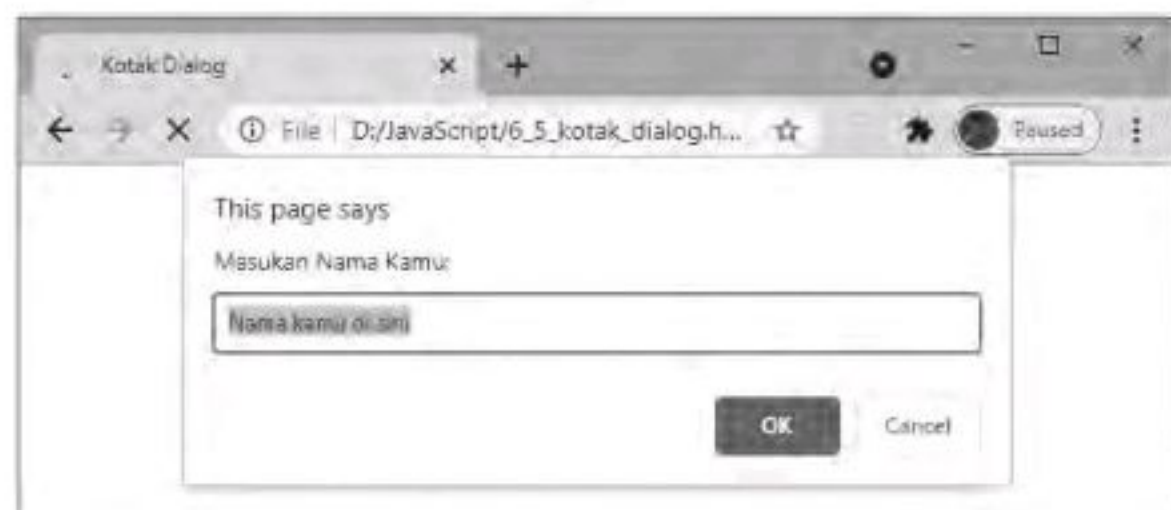 Kotak Dialog
File D:/JavaScript/6_5_kotak_dialog.h... Paused
This page says
Masukan Nama Kamu:
Nama kamu di sini
OK Cancel